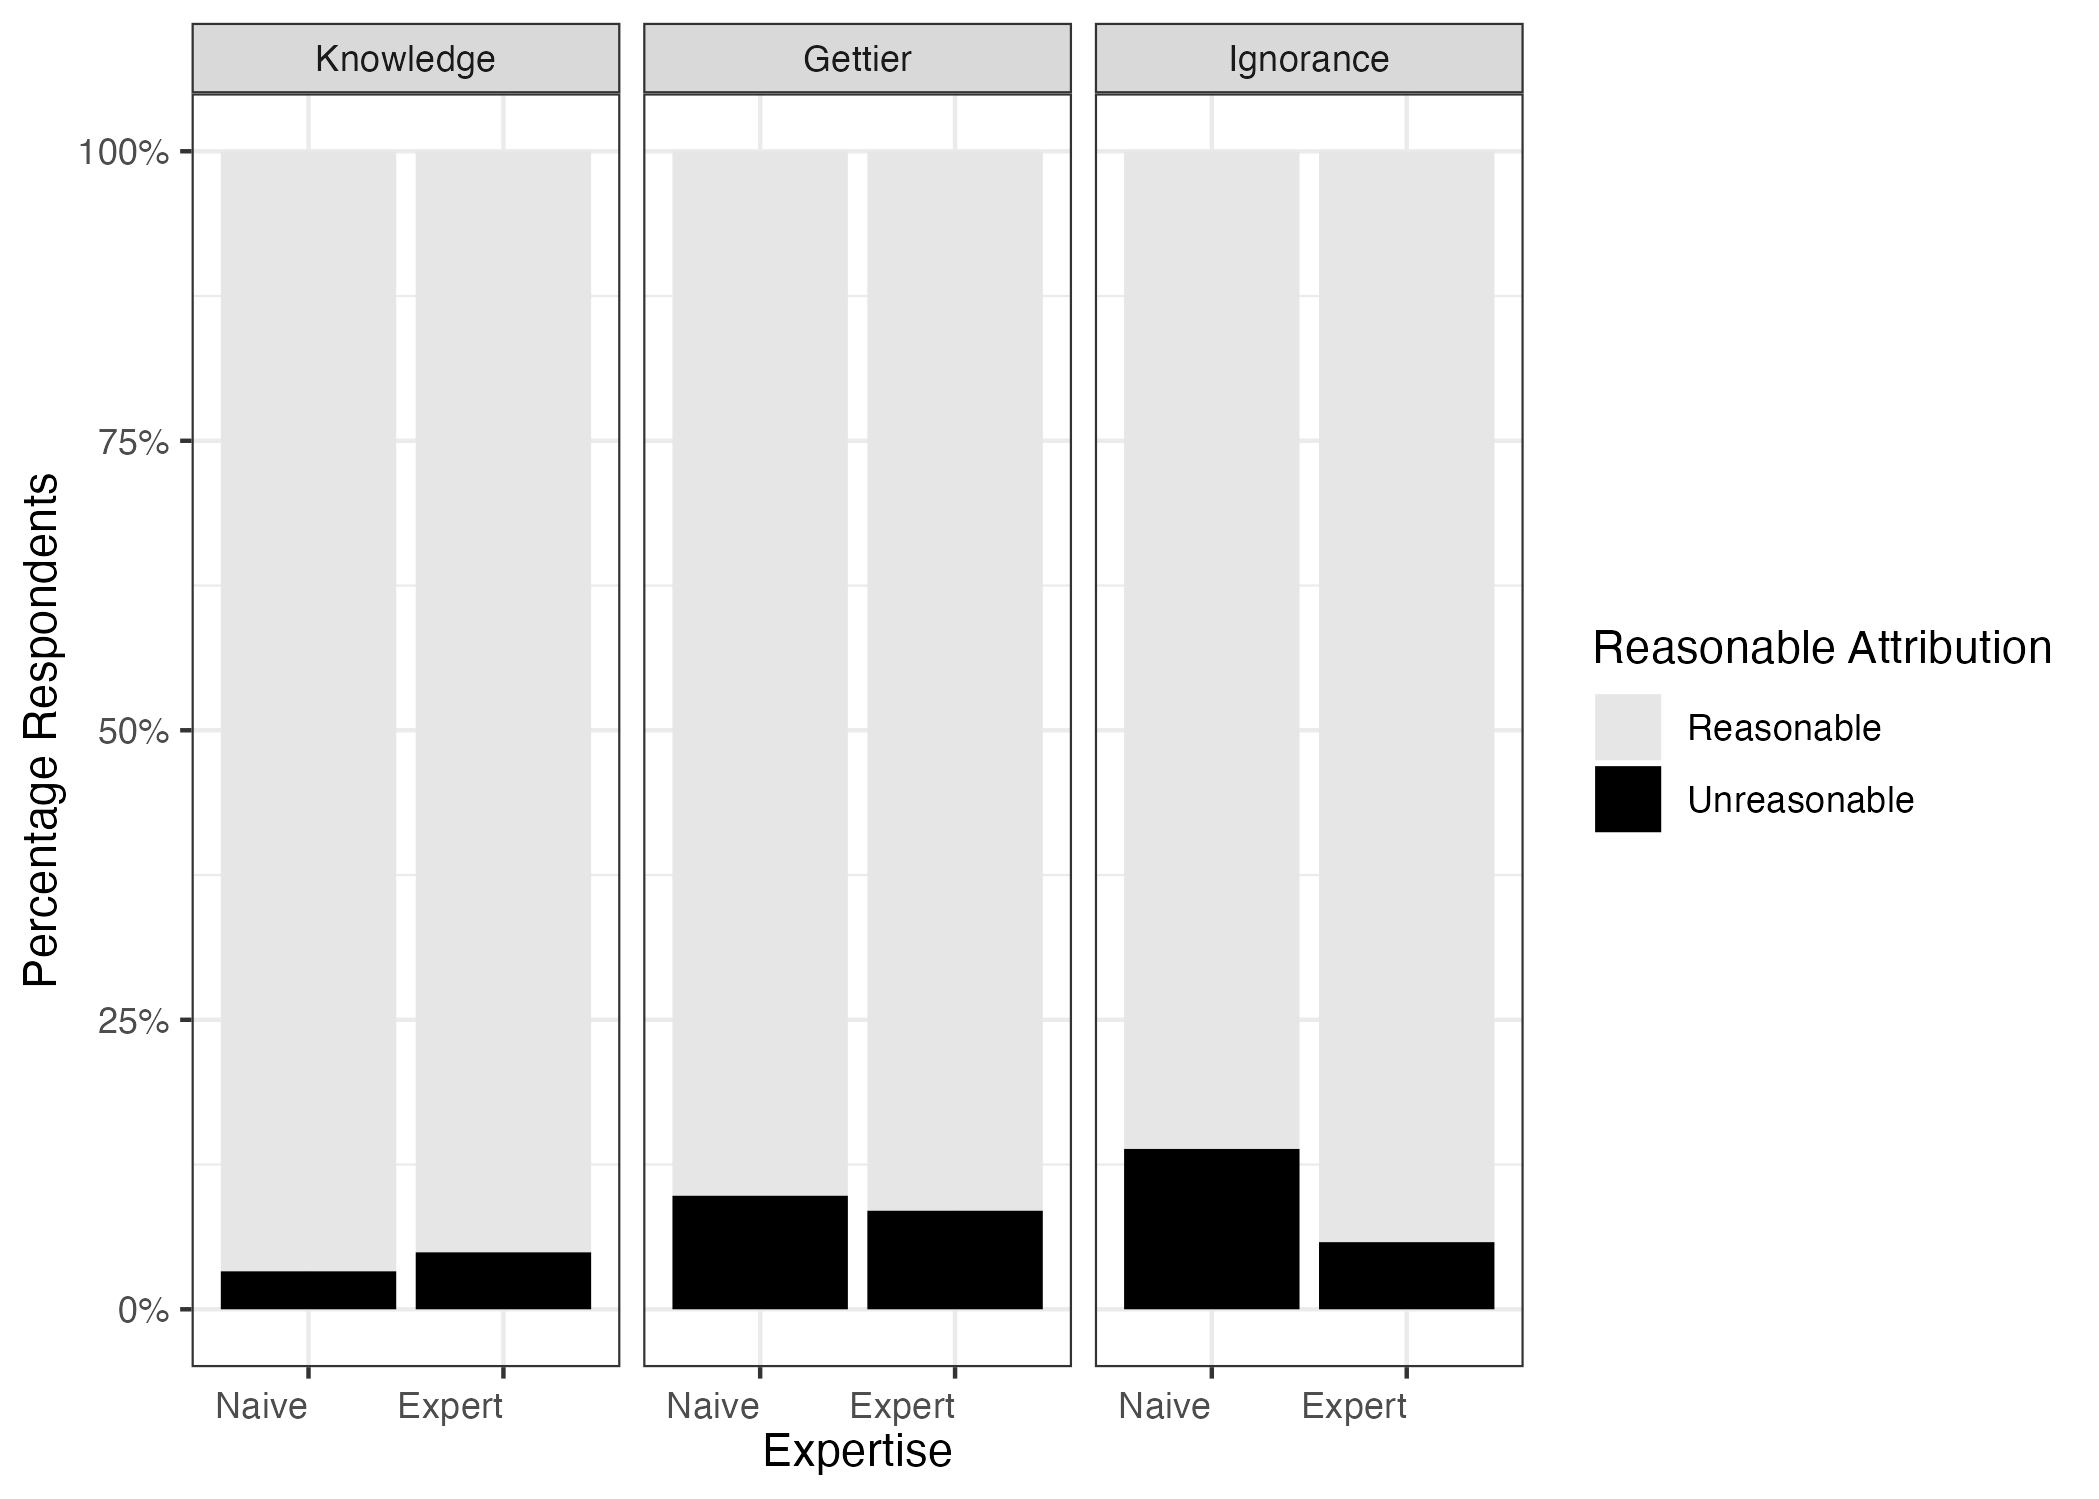 Knowledge
Gettier
Ignorance
100%
75%
50%
25%
0%
Percentage Respondents
Naive
Expert
Naive
Expert
Naive
Expert
Expertise
Reasonable Attribution
Reasonable
Unreasonable